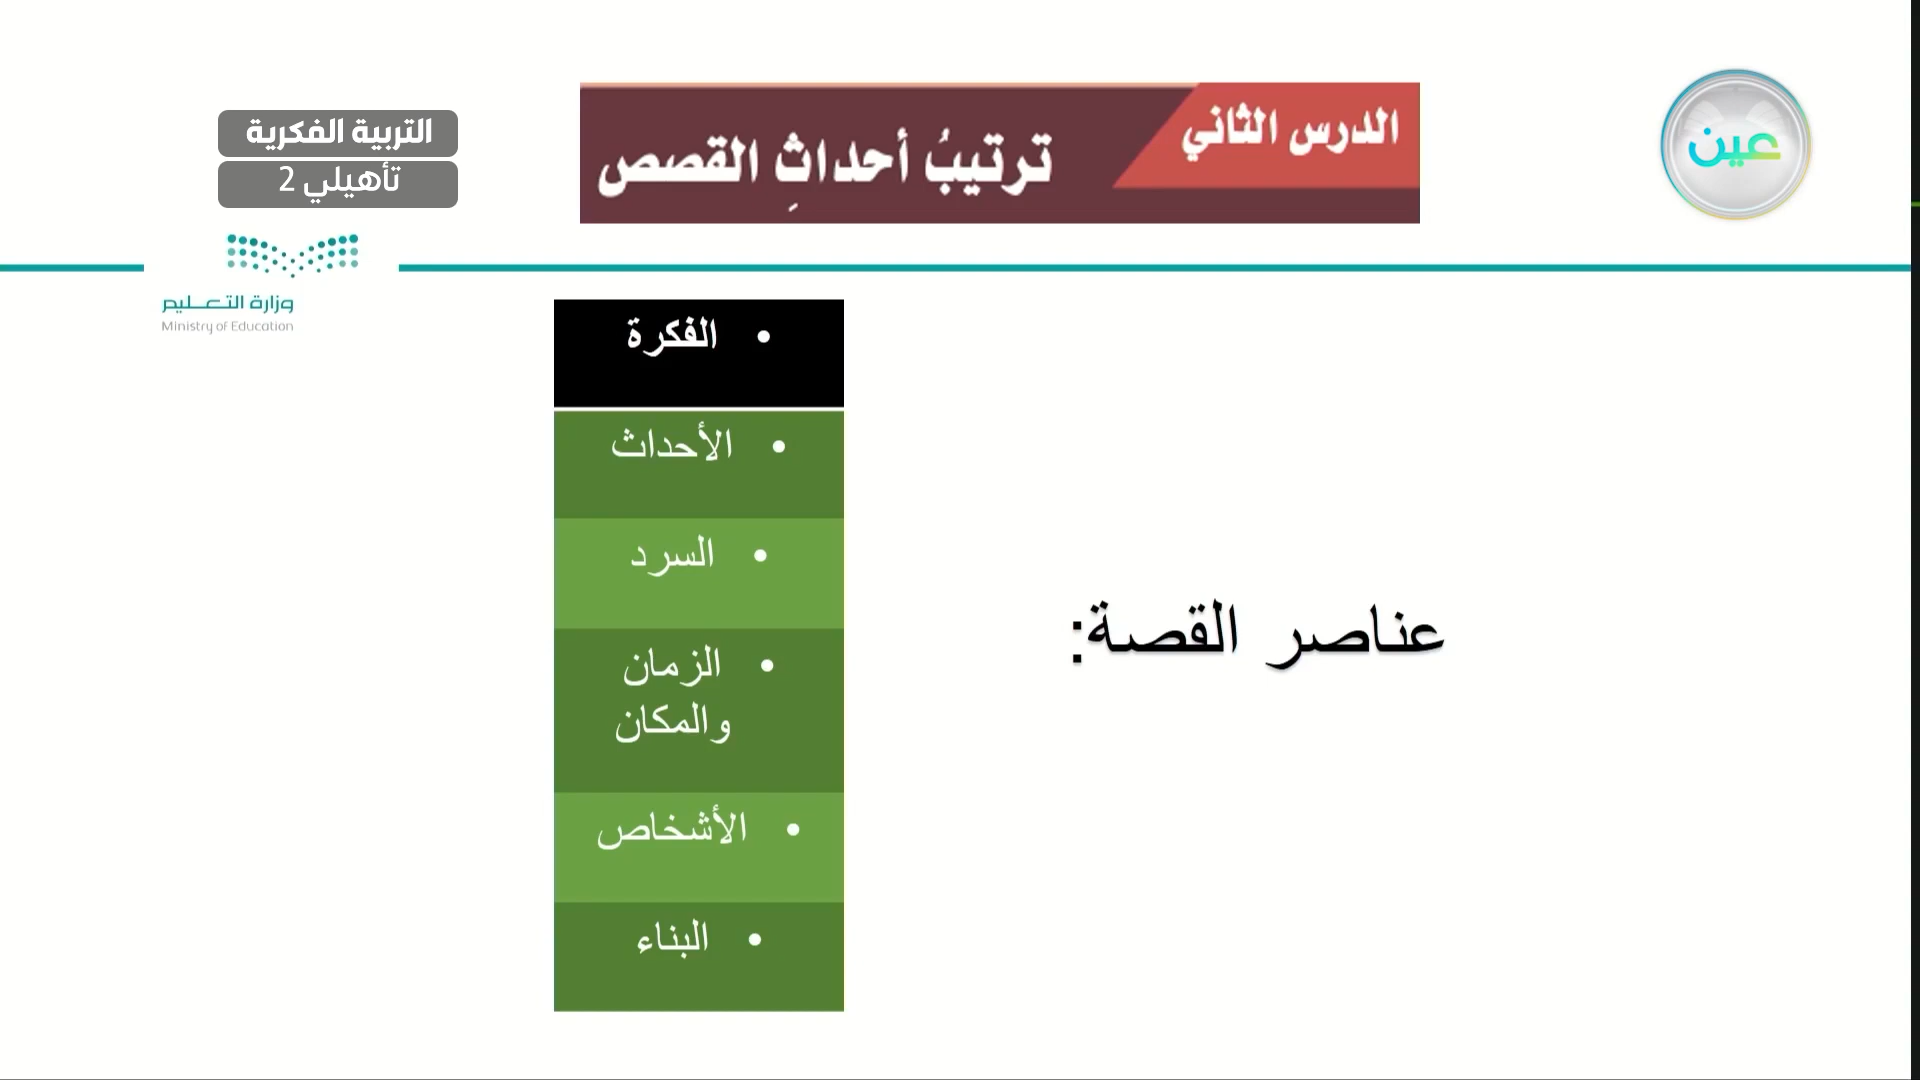 الدرس الثاني
ترتيبُ أحداثِ القصص
عين
التربية الفكرية
تأهيلي 2
وزارة التعليم
Ministry of Education
عناصر القصة:
• الفكرة
• الأحداث
• السرد
• الزمان
والمكان
• الأشخاص
• البناء